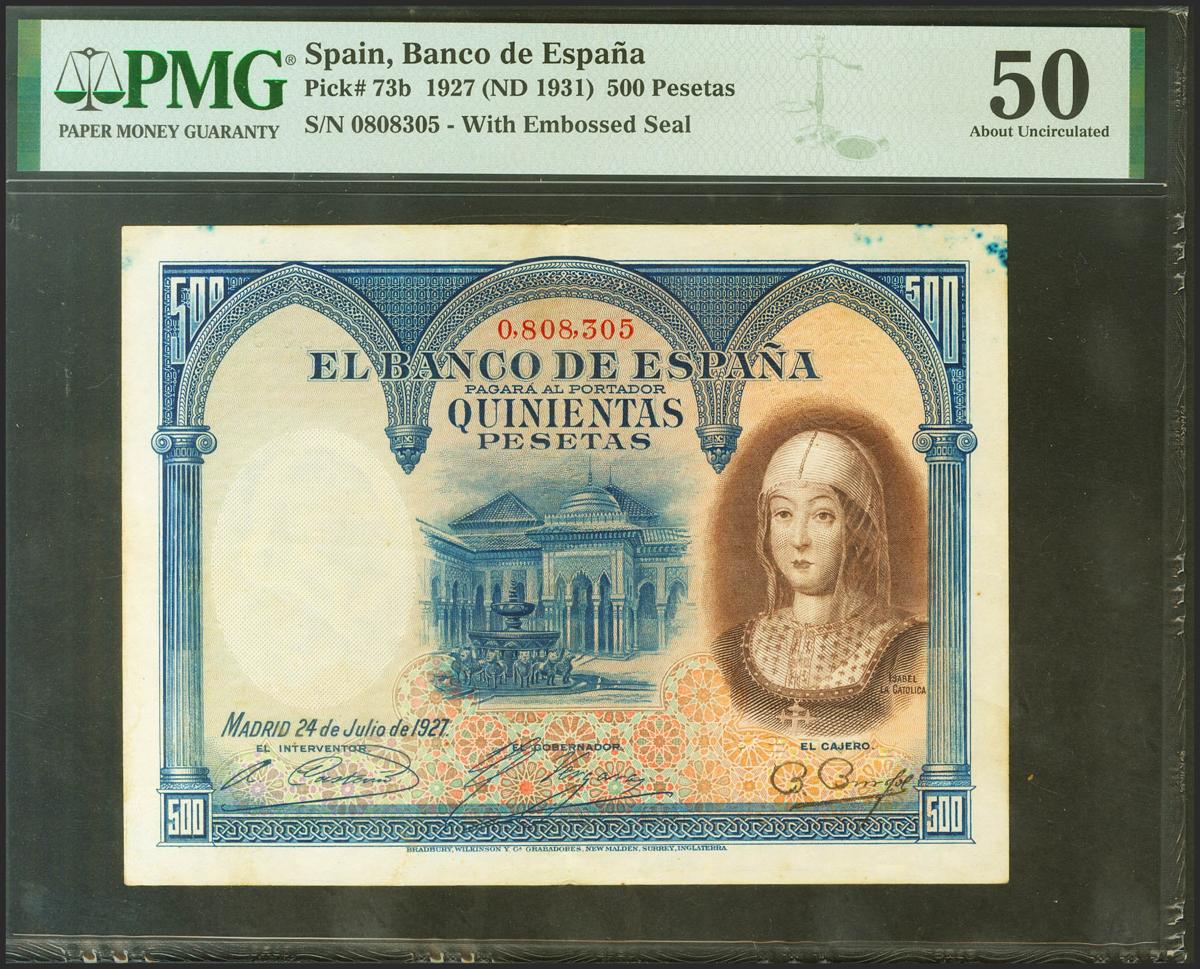 PMG®
PAPER MONEY GUARANTY
Spain, Banco de España
Pick# 73b 1927 (ND 1931) 500 Pesetas
S/N 0808305 - With Embossed Seal
50
About Uncirculated
500
500
0,808,305
EL BANCO DE ESPAÑA
PAGARÁ AL PORTADOR
QUINIENTAS
PESETAS
ISABEL
LA CATOLICA
MADRID 24 de Julio de 1927.
EL INTERVENTOR.
EL GOBERNADOR.
EL CAJERO.
500
500
BRADBURY, WILKINSON Y Cª GRABADORES, NEW MALDEN, SURREY, INGLATERRA